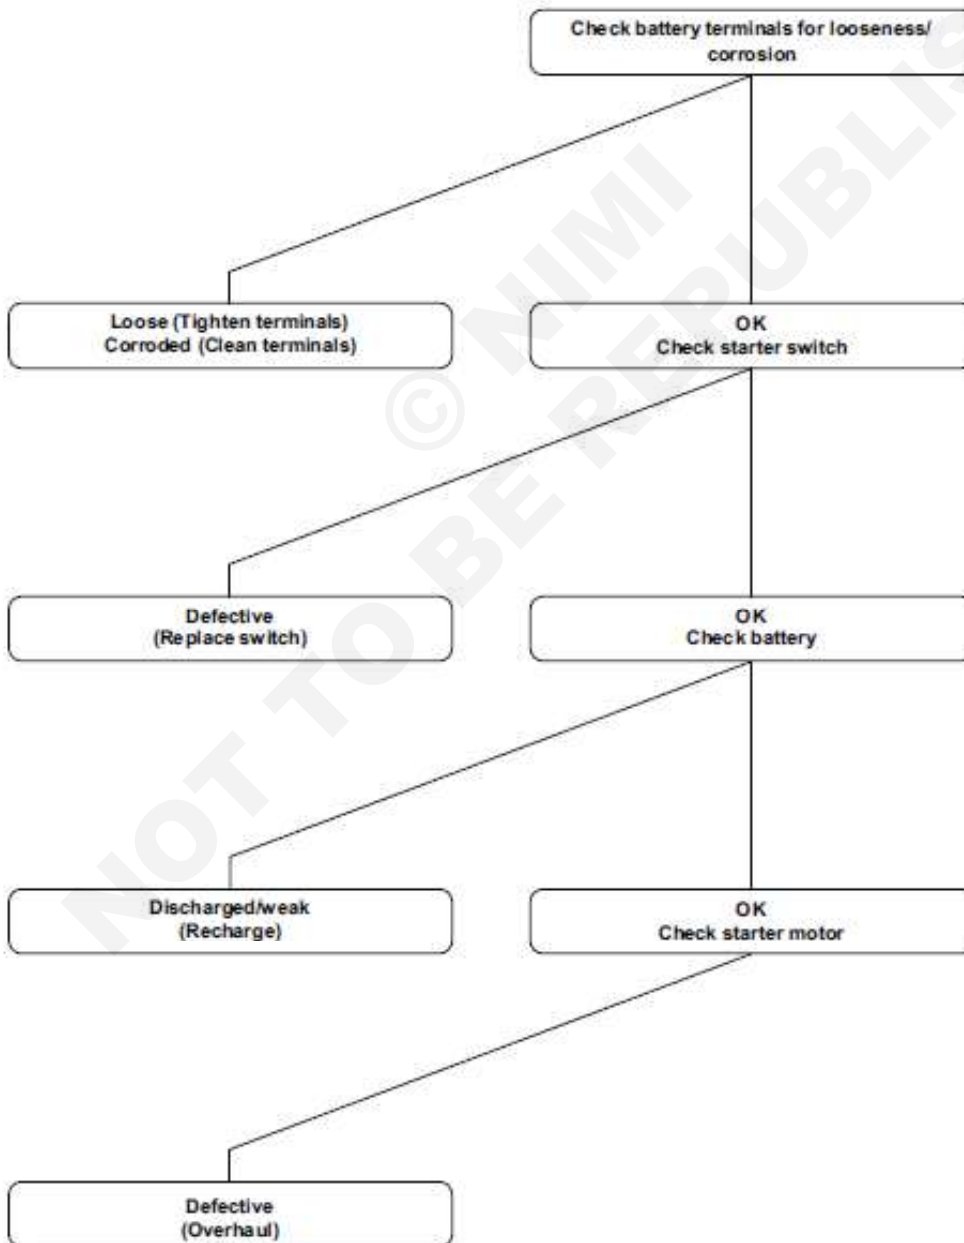 Check battery terminals for looseness/
corrosion
Loose (Tighten terminals)
Corroded (Clean terminals)
OK
Check starter switch
Defective
(Replace switch)
OK
Check battery
Discharged/weak
(Recharge)
OK
Check starter motor
Defective
(Overhaul)
© NIMI
NOT TO BE REPUBLIS